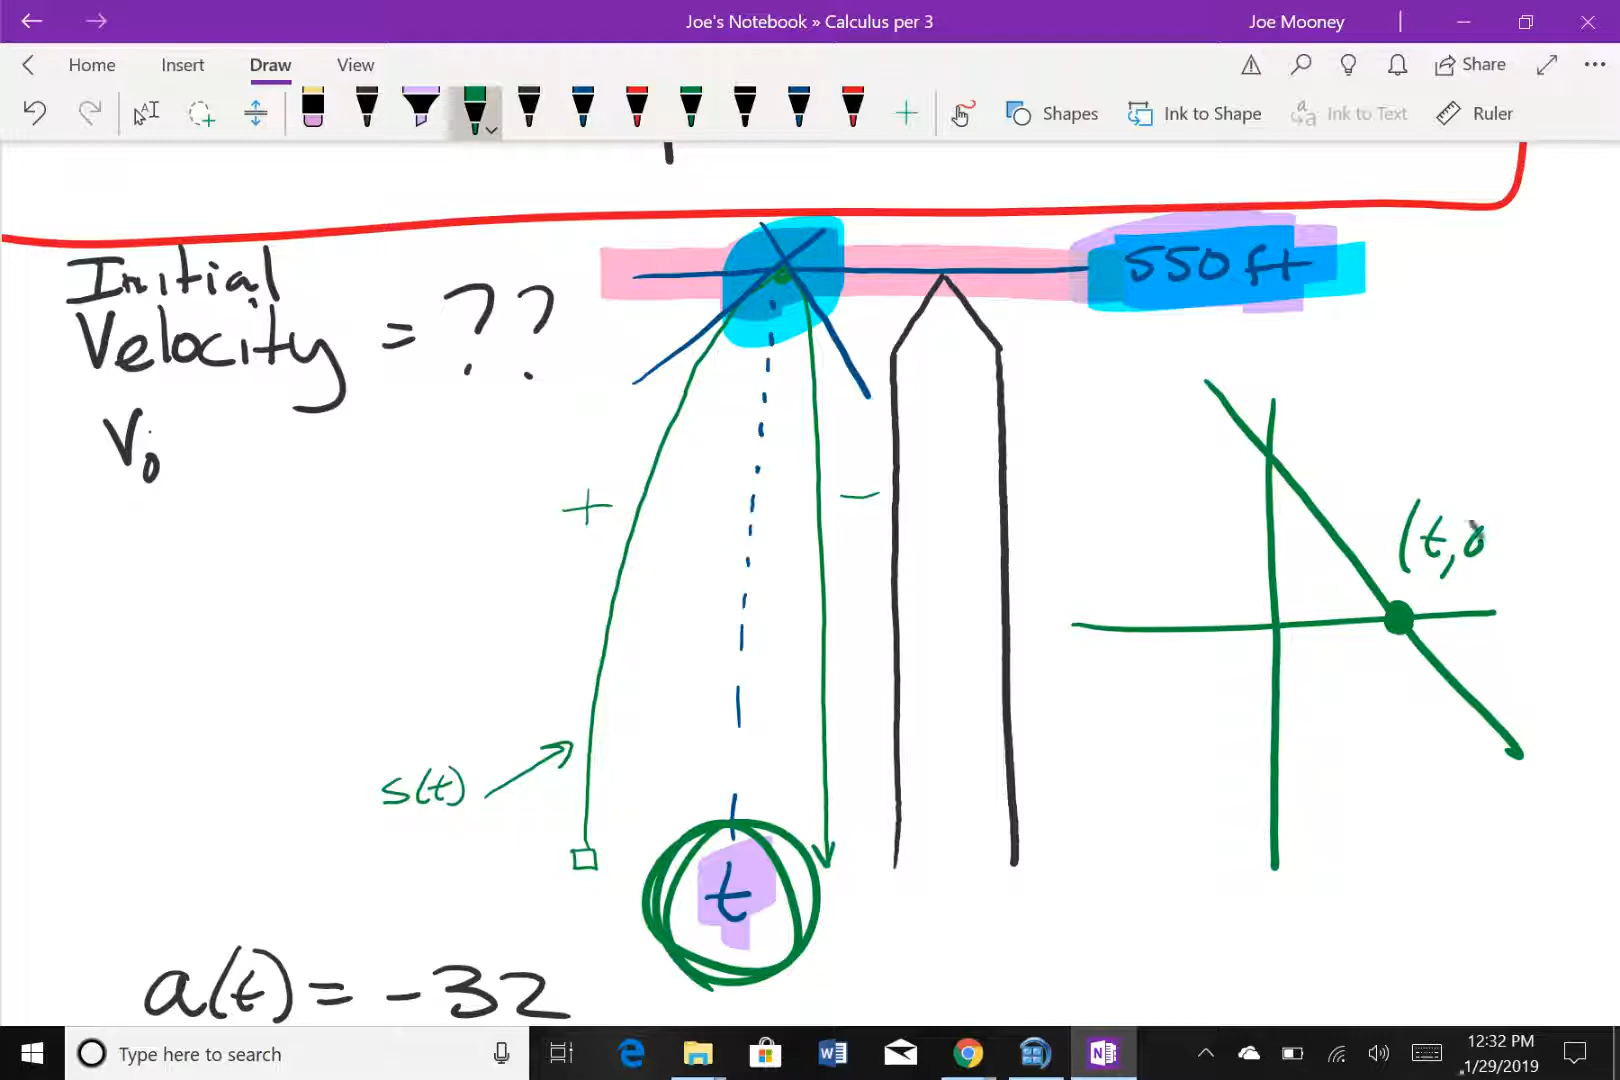 Joe's Notebook » Calculus per 3
Joe Mooney
Home Insert Draw View
Share
Shapes
Ink to Shape
Ink to Text
Ruler
Initial
Velocity = ??
V₀
550 ft
+
−
(t,0
s(t)
t
a(t) = -32
Type here to search
12:32 PM
1/29/2019